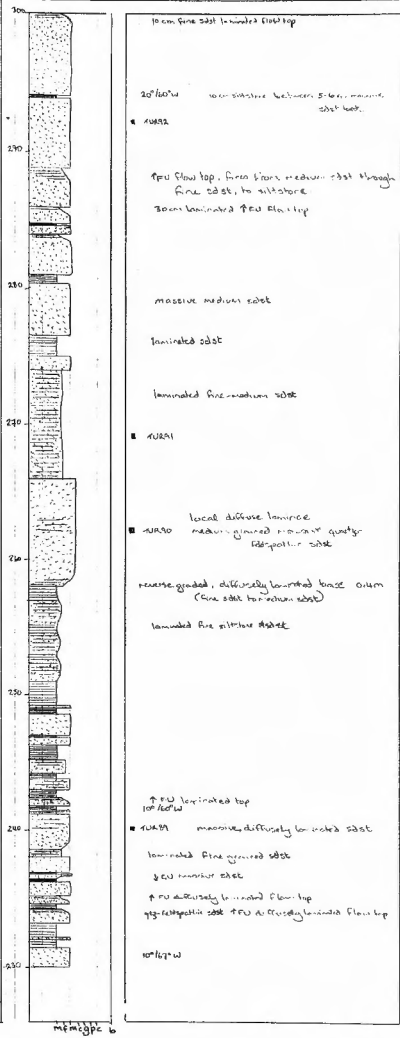 300
10 cm fine sdst laminated flow top
20°/60°W 10cm siltstone between 5-6m massive
sdst beds.
TUR92
290
↑FU flow top, fines from medium sdst through
fine sdst, to siltstone
30cm laminated ↑FU flow top
280
massive medium sdst
laminated sdst
laminated fine-medium sdst
270
TUR91
local diffuse laminae
TUR90 medium-grained massive quartzo
feldspathic sdst
260
reverse graded, diffusely laminated base 0.4m
(fine sdst to medium sdst)
laminated fine siltstone
250
↑FU laminated top
10°/60°W
240
TUR89 massive, diffusely laminated sdst
laminated fine grained sdst
massive sdst
↑FU diffusely laminated flow top
qtz-feldspathic sdst ↑FU diffusely laminated flow top
10°/67°W
230
m f m c g p c b